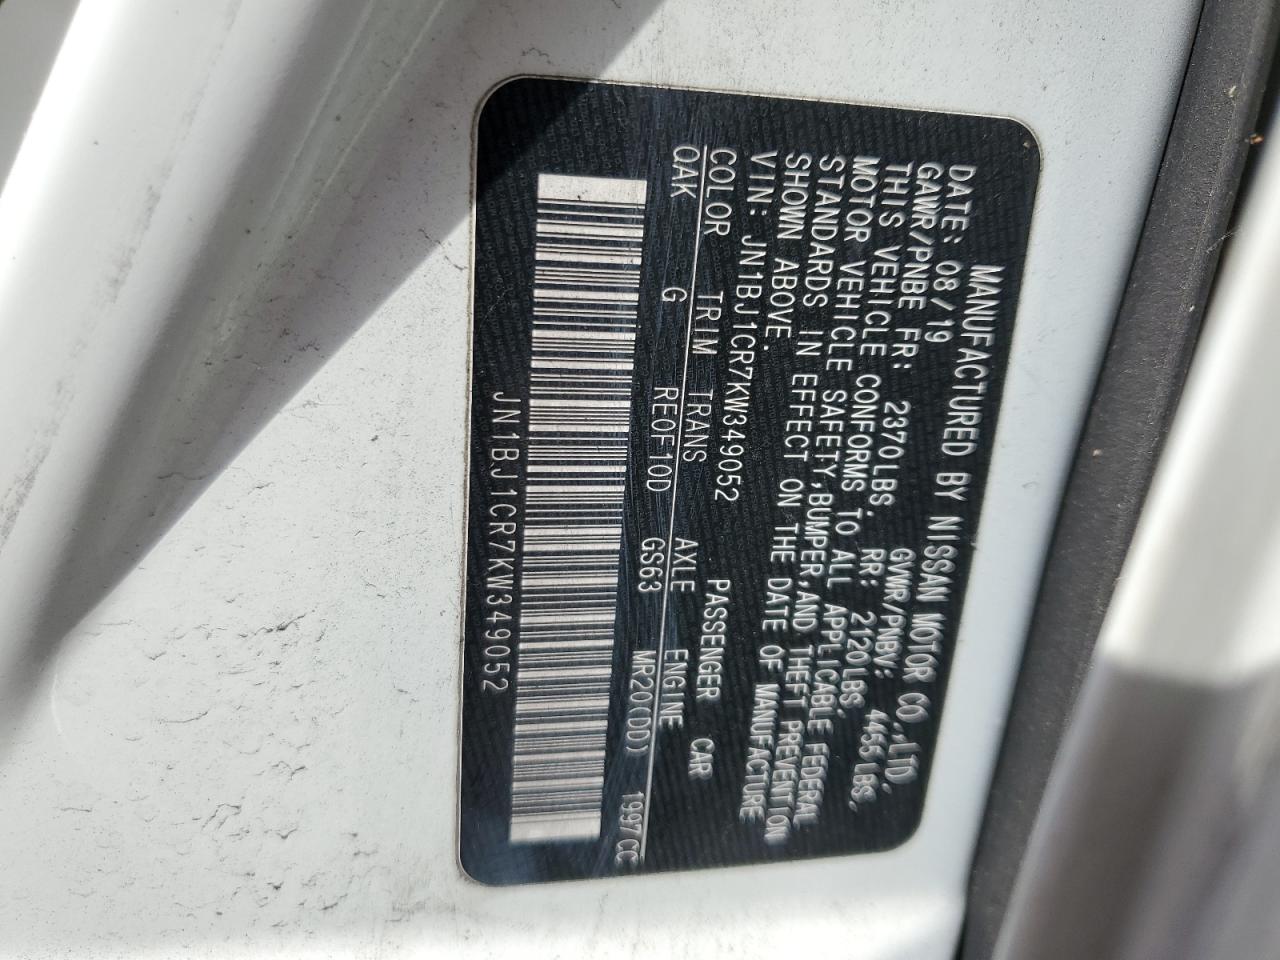 MANUFACTURED BY NISSAN MOTOR CO.,LTD.
DATE: 08/19 GVWR/PNBV: 4466 LBS.
GAWR/PNBE FR: 2370LBS. RR: 2120LBS.
THIS VEHICLE CONFORMS TO ALL APPLICABLE FEDERAL
MOTOR VEHICLE SAFETY,BUMPER,AND THEFT PREVENTION
STANDARDS IN EFFECT ON THE DATE OF MANUFACTURE
SHOWN ABOVE.
VIN: JN1BJ1CR7KW349052 PASSENGER CAR
COLOR TRIM TRANS AXLE ENGINE
QAK G RE0F10D GS63 MR20(DD) 1997CC
JN1BJ1CR7KW349052